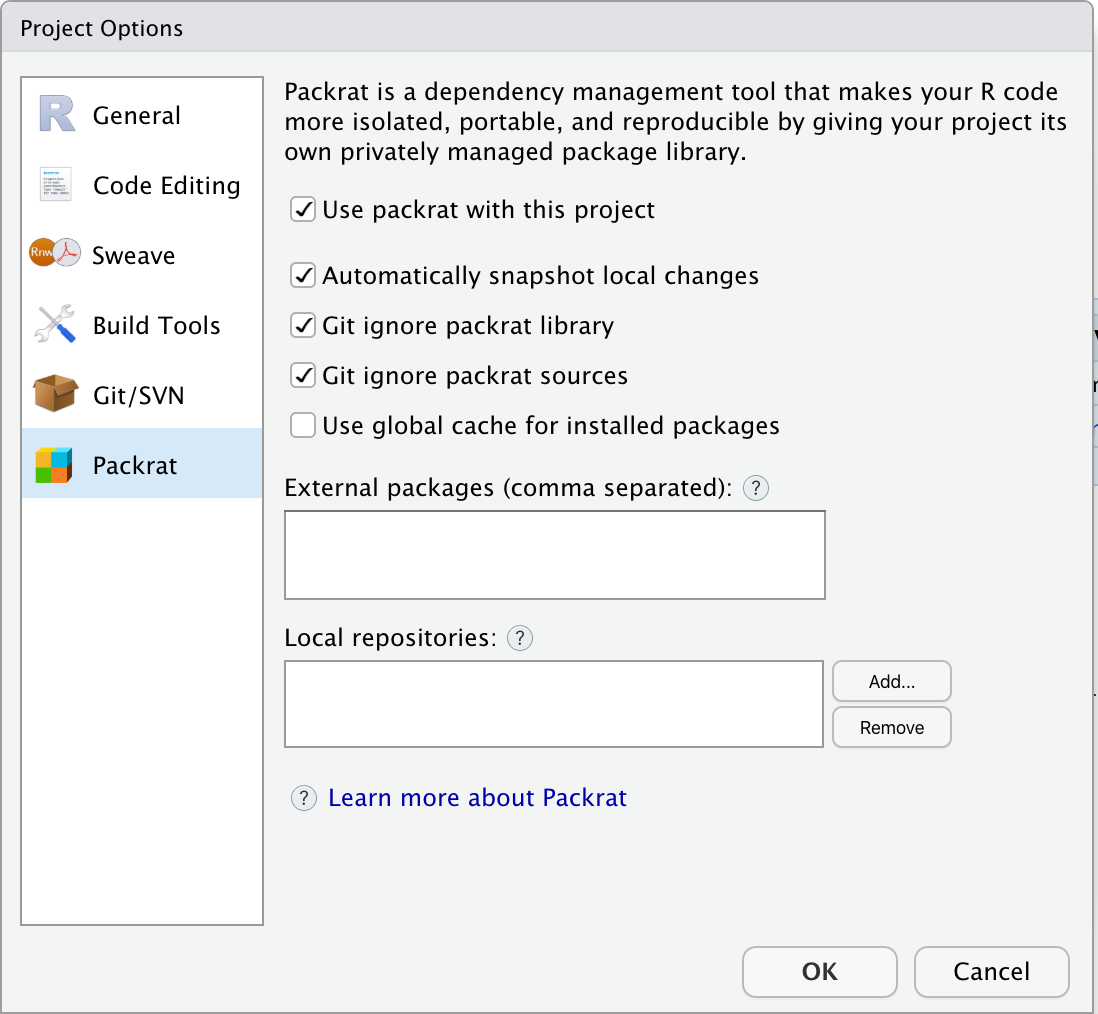 Project Options
General
Code Editing
Rnw
Sweave
Build Tools
Git/SVN
Packrat
Packrat is a dependency management tool that makes your R code
more isolated, portable, and reproducible by giving your project its
own privately managed package library.
Use packrat with this project
Automatically snapshot local changes
Git ignore packrat library
Git ignore packrat sources
Use global cache for installed packages
External packages (comma separated): ?
Local repositories: ?
Add...
Remove
? Learn more about Packrat
OK
Cancel